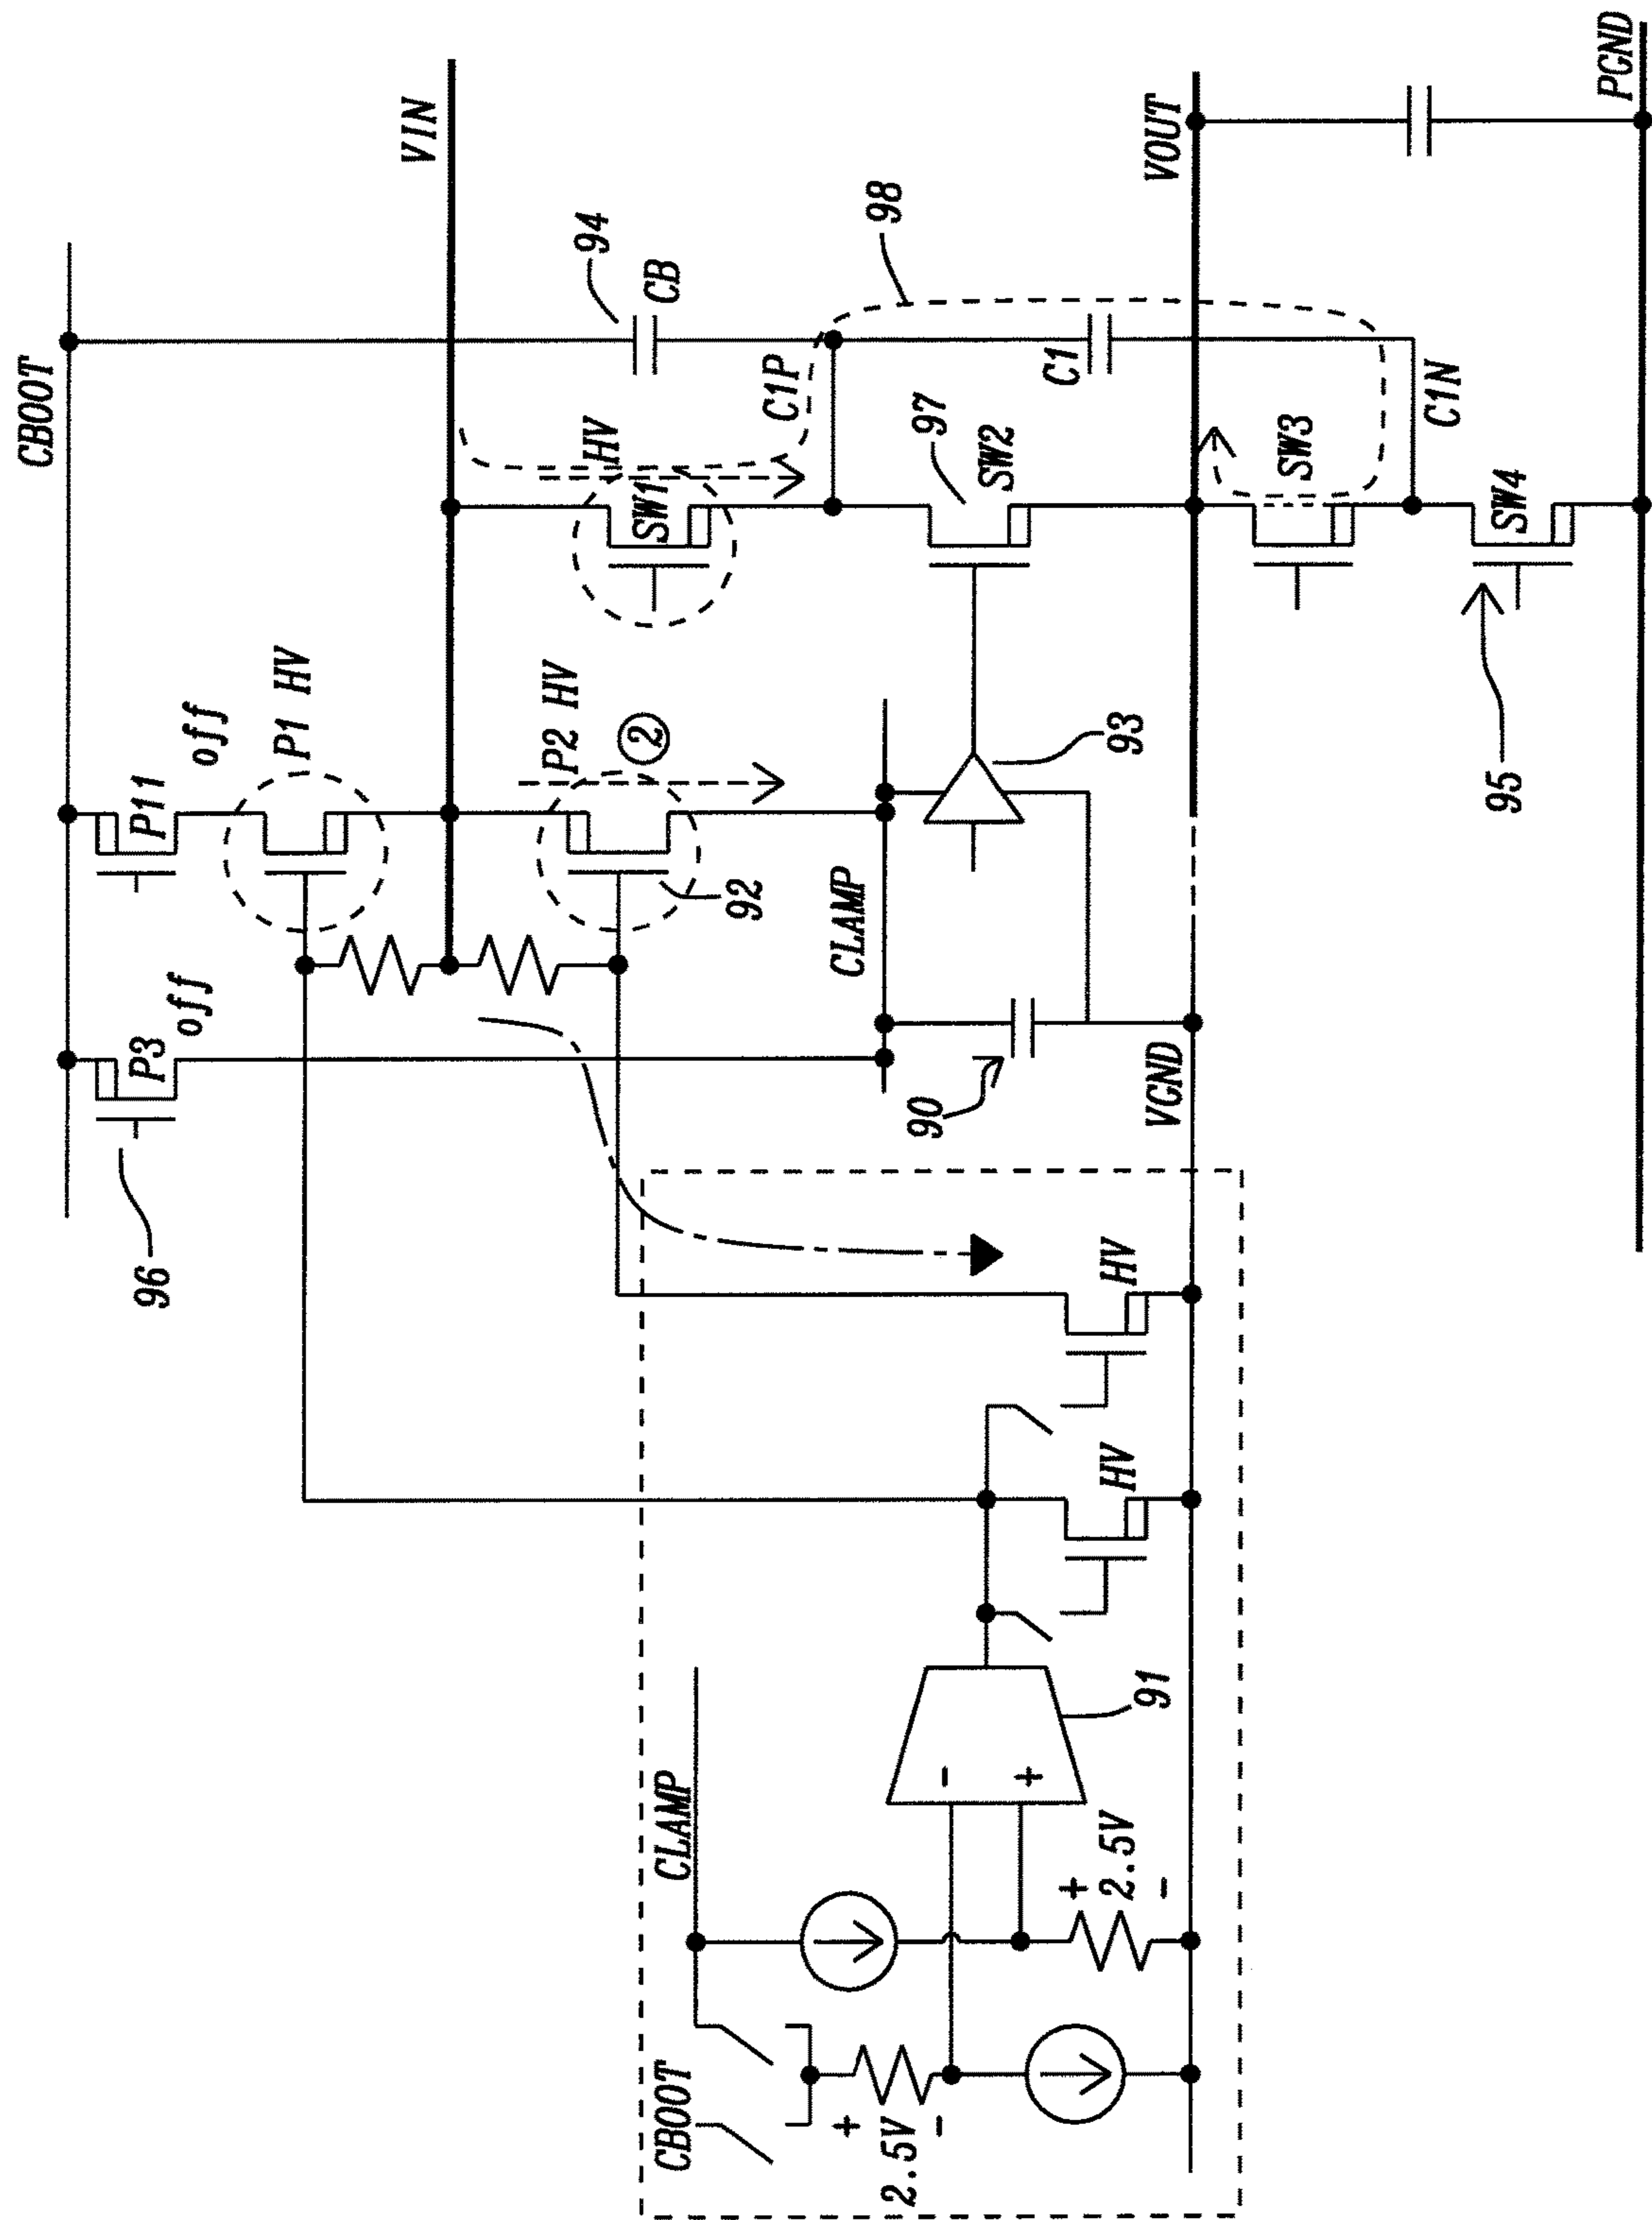 CBOOT
VIN
94
CB
98
C1P
C1
HV
SW1
97
SW2
VOUT
PGND
SW3
C1N
SW4
95
off
P11
P1 HV
P2 HV
2
92
93
off
P3
96
CLAMP
90
VGND
HV
HV
91
-
+
CLAMP
+
2.5V
-
CBOOT
+
2.5V
-